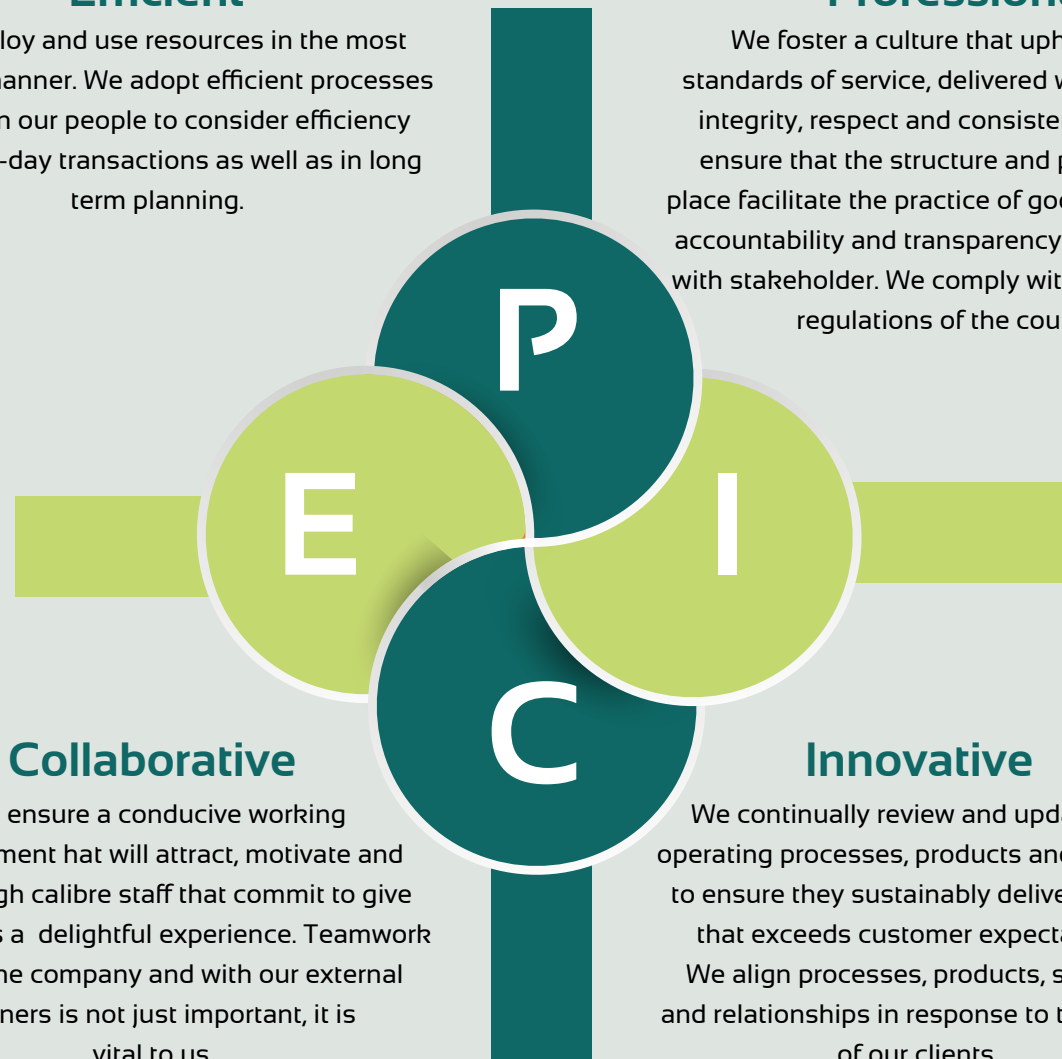 Efficient
loy and use resources in the most
anner. We adopt efficient processes
n our people to consider efficiency
-day transactions as well as in long
term planning.
Profession
We foster a culture that uph
standards of service, delivered w
integrity, respect and consiste
ensure that the structure and p
place facilitate the practice of go
accountability and transparency
with stakeholder. We comply wit
regulations of the cou
P
E
I
C
Collaborative
ensure a conducive working
ment hat will attract, motivate and
gh calibre staff that commit to give
s a delightful experience. Teamwork
ne company and with our external
ners is not just important, it is
vital to us
Innovative
We continually review and upda
operating processes, products and
to ensure they sustainably delive
that exceeds customer expecta
We align processes, products, s
and relationships in response to t
of our clients